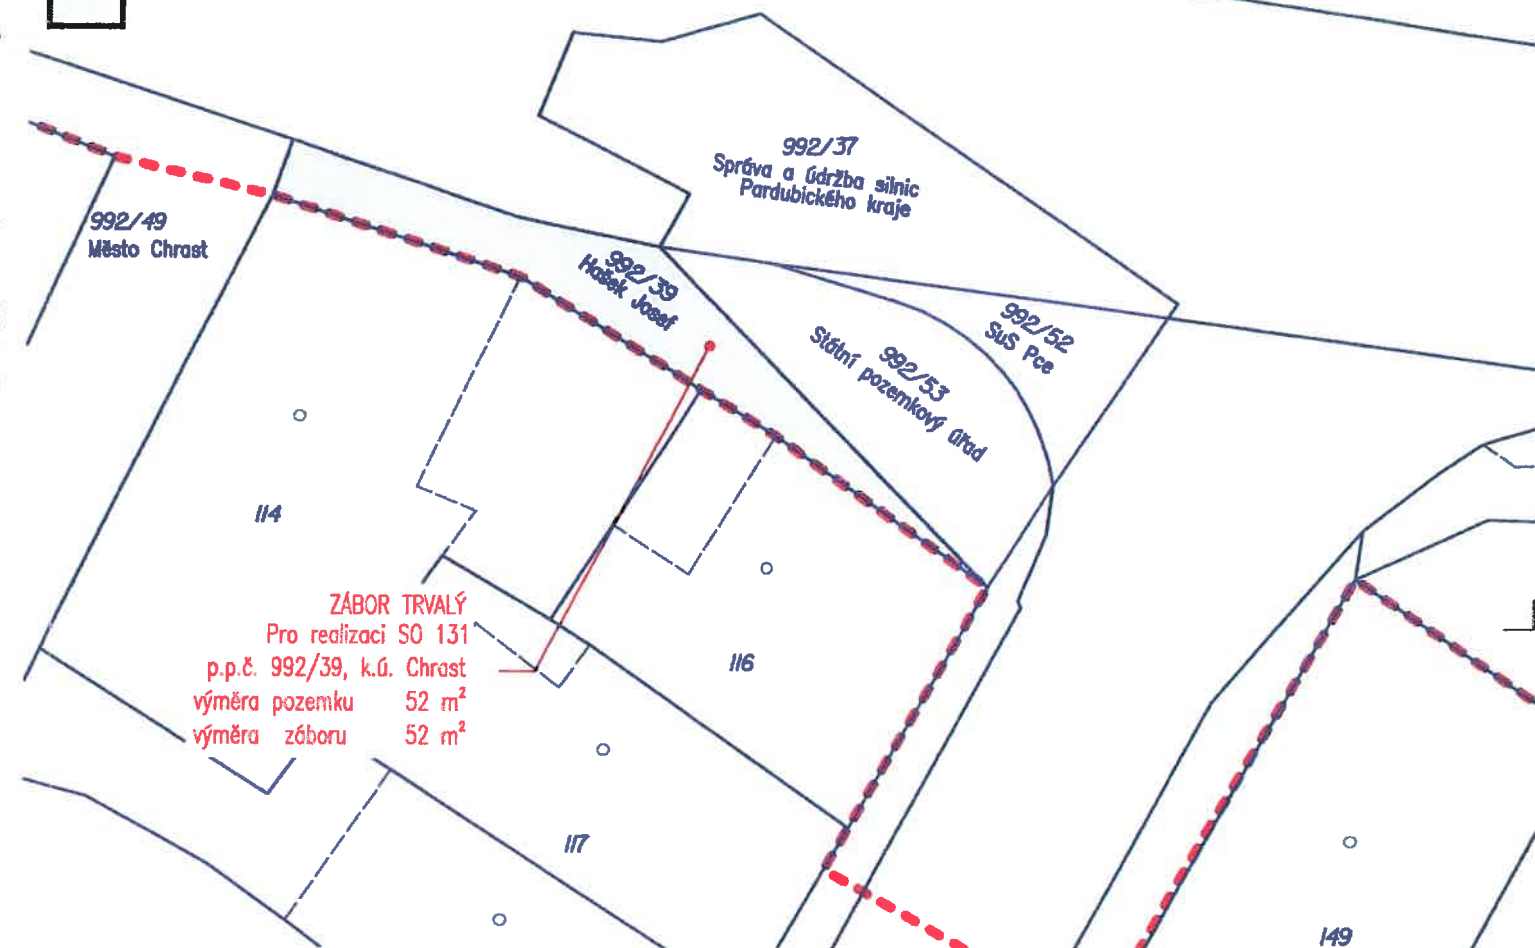 992/37
Správa a údržba silnic
Pardubického kraje
992/49
Město Chrast
992/39
Hašek Josef
992/52
SuS Pce
992/53
Státní pozemkový úřad
114
ZÁBOR TRVALÝ
Pro realizaci SO 131
p.p.č. 992/39, k.ú. Chrast
výměra pozemku 52 m²
výměra záboru 52 m²
116
117
149